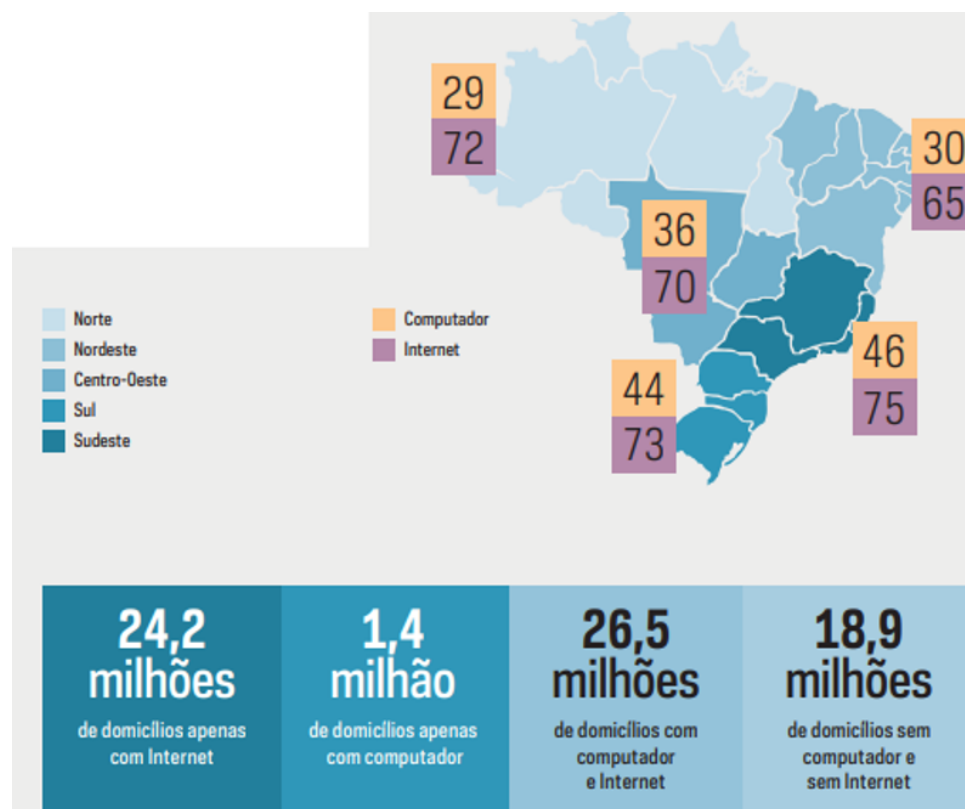 29
72
30
65
36
70
46
75
44
73
Norte
Nordeste
Centro-Oeste
Sul
Sudeste
Computador
Internet
24,2
milhões
de domicílios apenas
com Internet
1,4
milhão
de domicílios apenas
com computador
26,5
milhões
de domicílios com
computador
e Internet
18,9
milhões
de domicílios sem
computador e
sem Internet